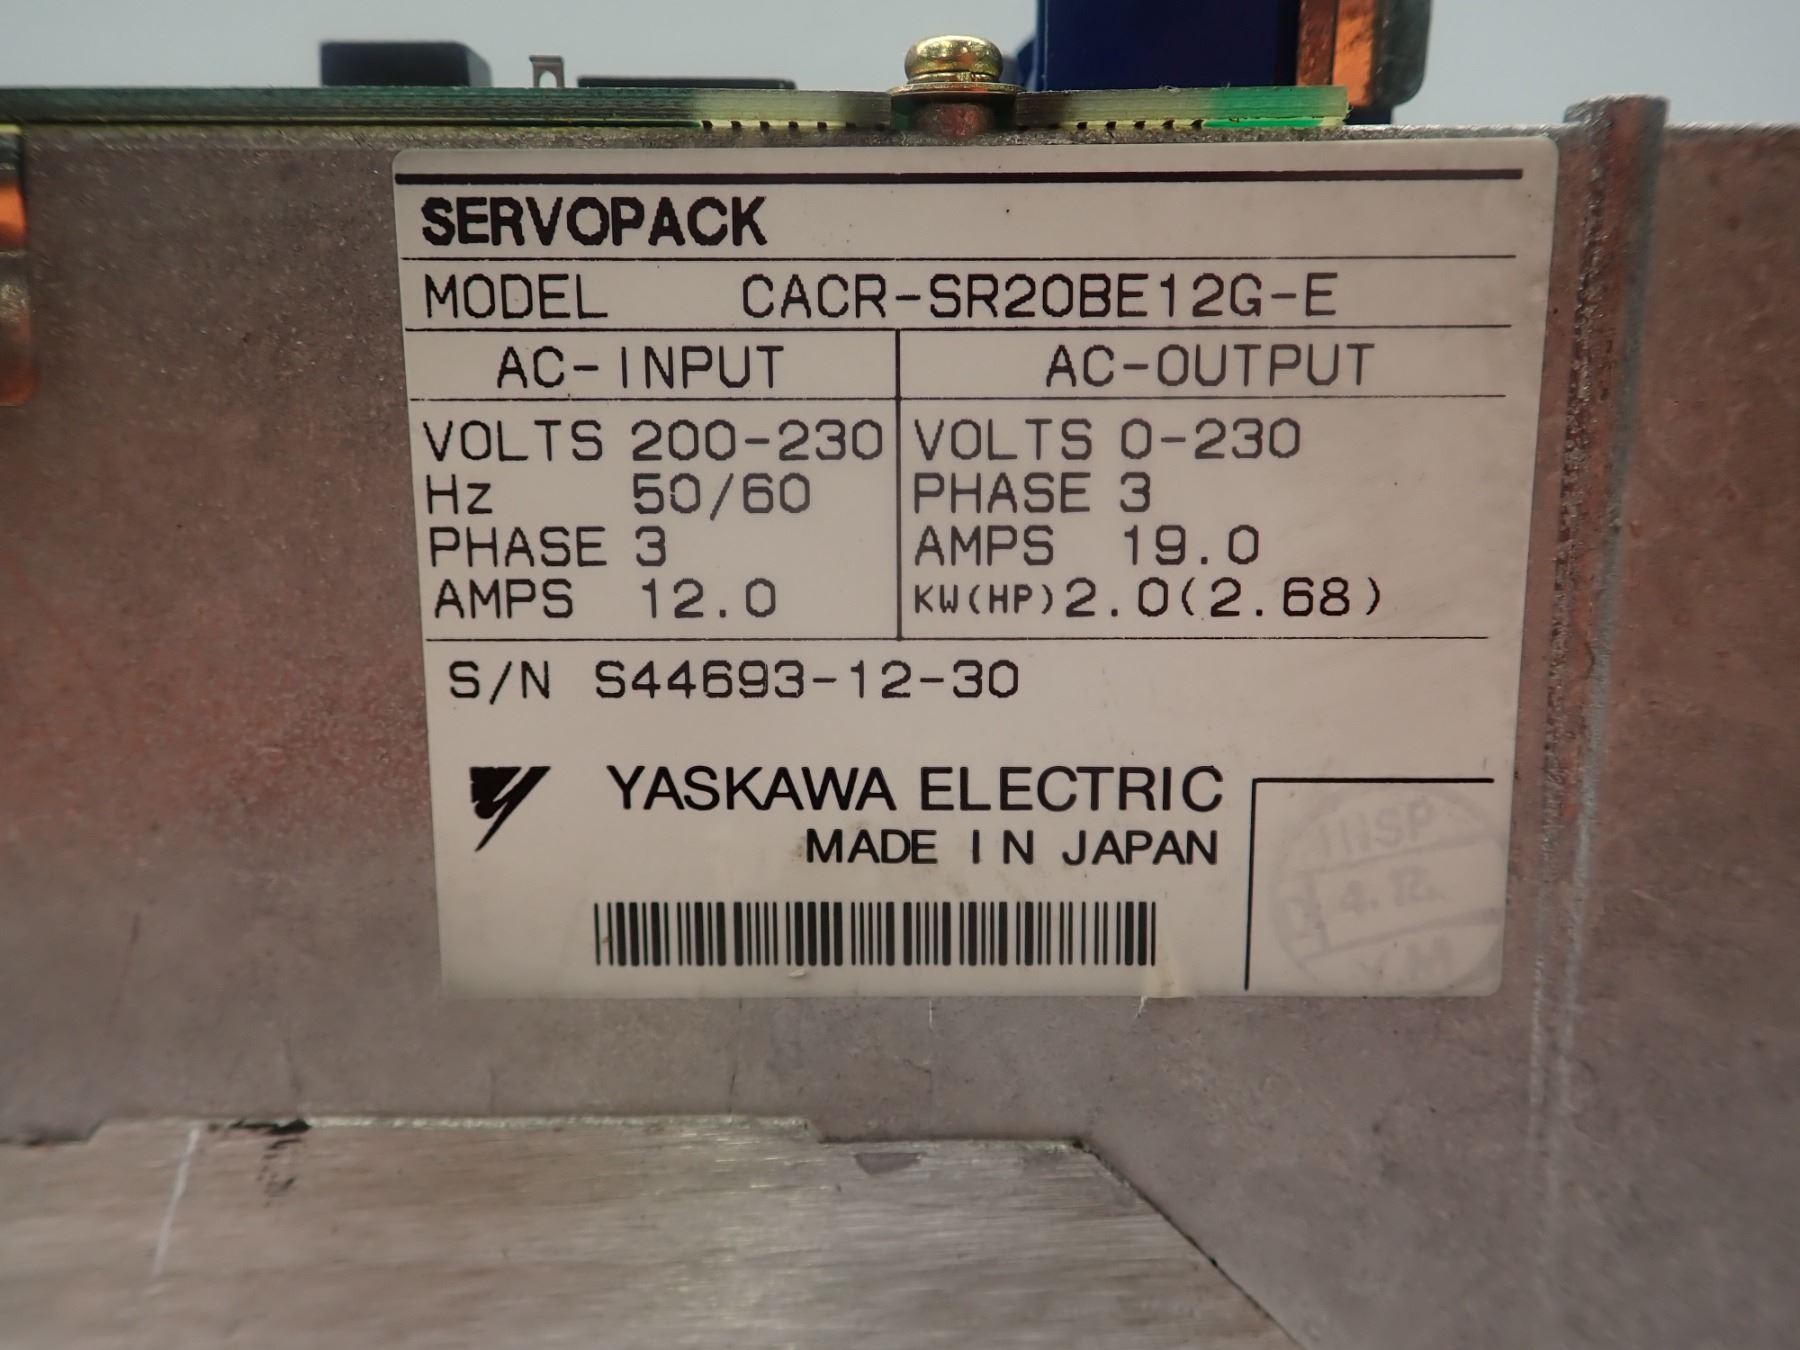 SERVOPACK
MODEL CACR-SR20BE12G-E
AC-INPUT AC-OUTPUT
VOLTS 200-230 VOLTS 0-230
Hz 50/60 PHASE 3
PHASE 3 AMPS 19.0
AMPS 12.0 KW(HP) 2.0(2.68)
S/N S44693-12-30
YASKAWA ELECTRIC
MADE IN JAPAN
4.12.
Y.M